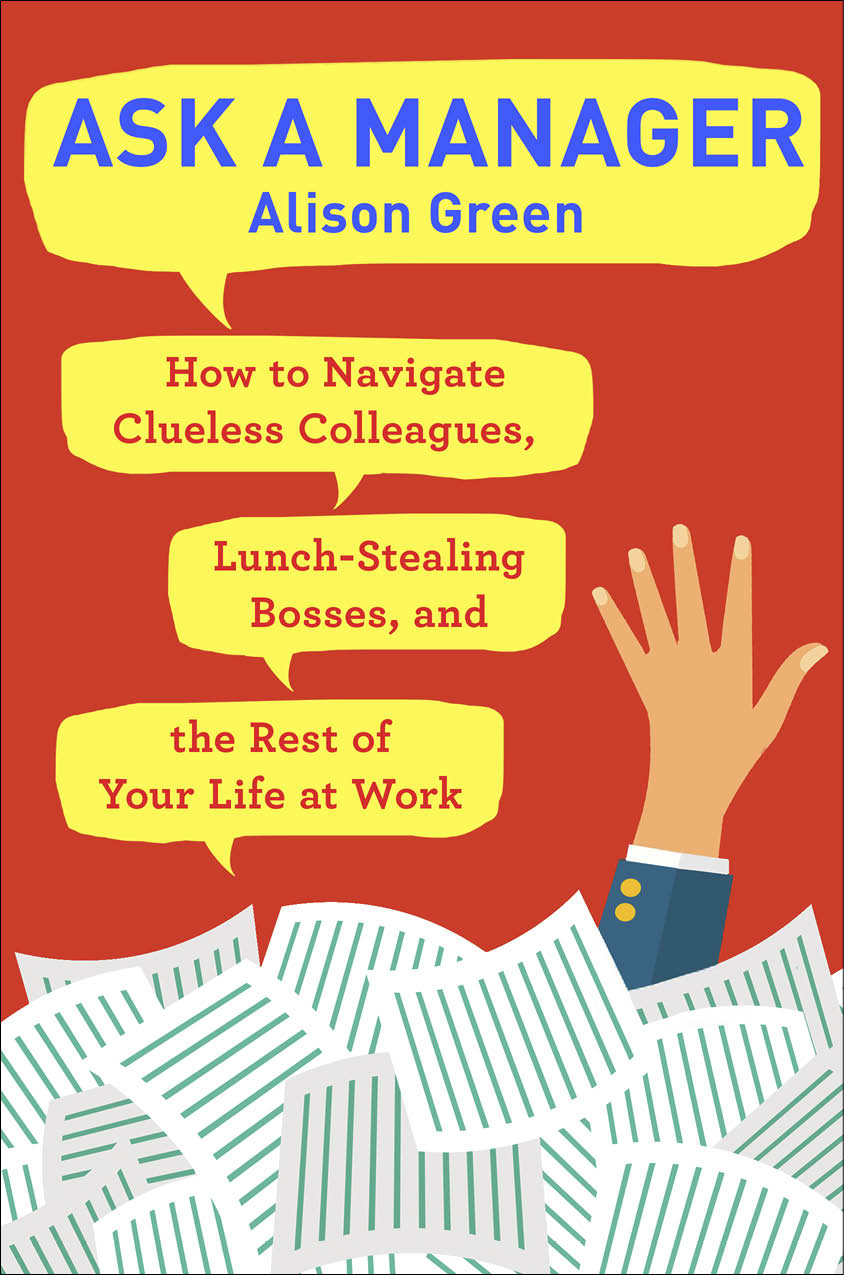 ASK A MANAGER
Alison Green
How to Navigate
Clueless Colleagues,
Lunch-Stealing
Bosses, and
the Rest of
Your Life at Work